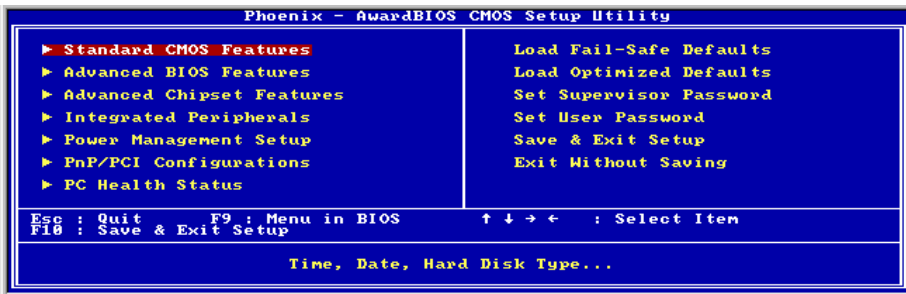 Phoenix - AwardBIOS CMOS Setup Utility
► Standard CMOS Features
► Advanced BIOS Features
► Advanced Chipset Features
► Integrated Peripherals
► Power Management Setup
► PnP/PCI Configurations
► PC Health Status
Load Fail-Safe Defaults
Load Optimized Defaults
Set Supervisor Password
Set User Password
Save & Exit Setup
Exit Without Saving
Esc : Quit F9 : Menu in BIOS ↑ ↓ → ← : Select Item
F10 : Save & Exit Setup
Time, Date, Hard Disk Type...